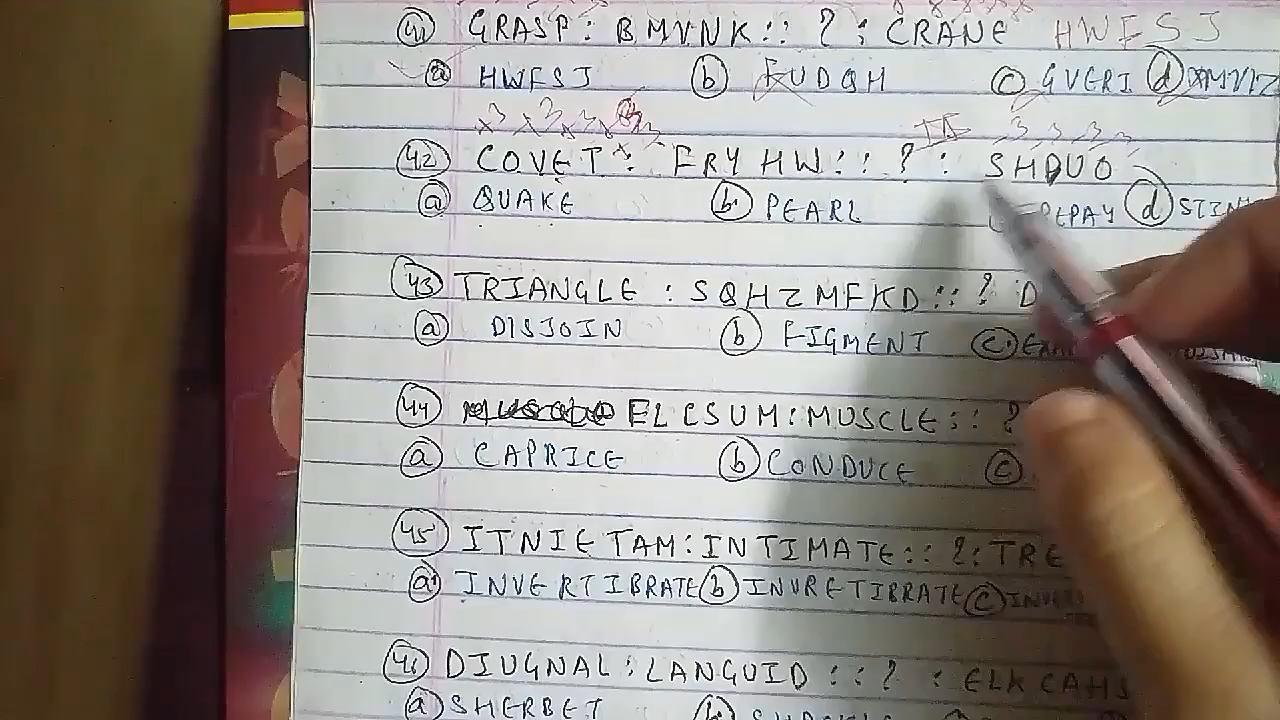 41 GRASP : BMVNK :: ? : CRANE HWFSJ
a HWFSJ b FUDQH c GVERI d
42 COVET : FRYHW :: ? : SHDUO
a QUAKE b PEARL REPAY d
43 TRIANGLE : SQHZMFKD :: ? D
a DISJOIN b FIGMENT c
44 ELCSUM : MUSCLE :: ?
a CAPRICE b CONDUCE c
45 ITNIETAM : INTIMATE :: ? : TRE
a INVERTIBRATE b INVRETIBRATE c
46 DIUGNAL : LANGUID :: ? : ELKCAHS
a SHERBET b